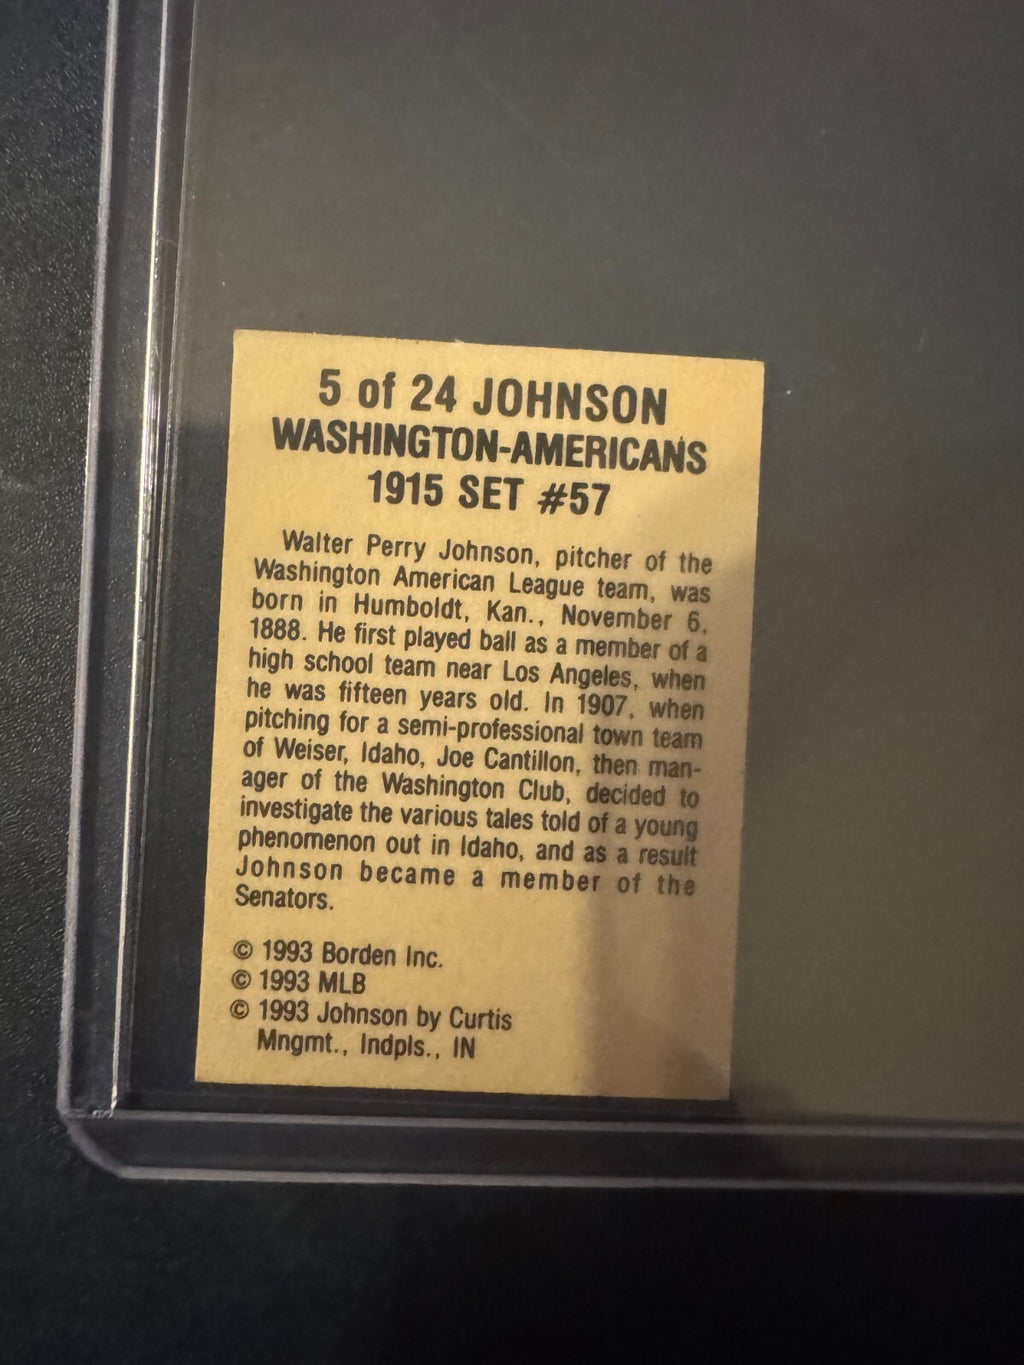 5 of 24 JOHNSON
WASHINGTON-AMERICANS
1915 SET #57
Walter Perry Johnson, pitcher of the
Washington American League team, was
born in Humboldt, Kan., November 6,
1888. He first played ball as a member of a
high school team near Los Angeles, when
he was fifteen years old. In 1907, when
pitching for a semi-professional town team
of Weiser, Idaho, Joe Cantillon, then man-
ager of the Washington Club, decided to
investigate the various tales told of a young
phenomenon out in Idaho, and as a result
Johnson became a member of the
Senators.
© 1993 Borden Inc.
© 1993 MLB
© 1993 Johnson by Curtis
Mngmt., Indpls., IN